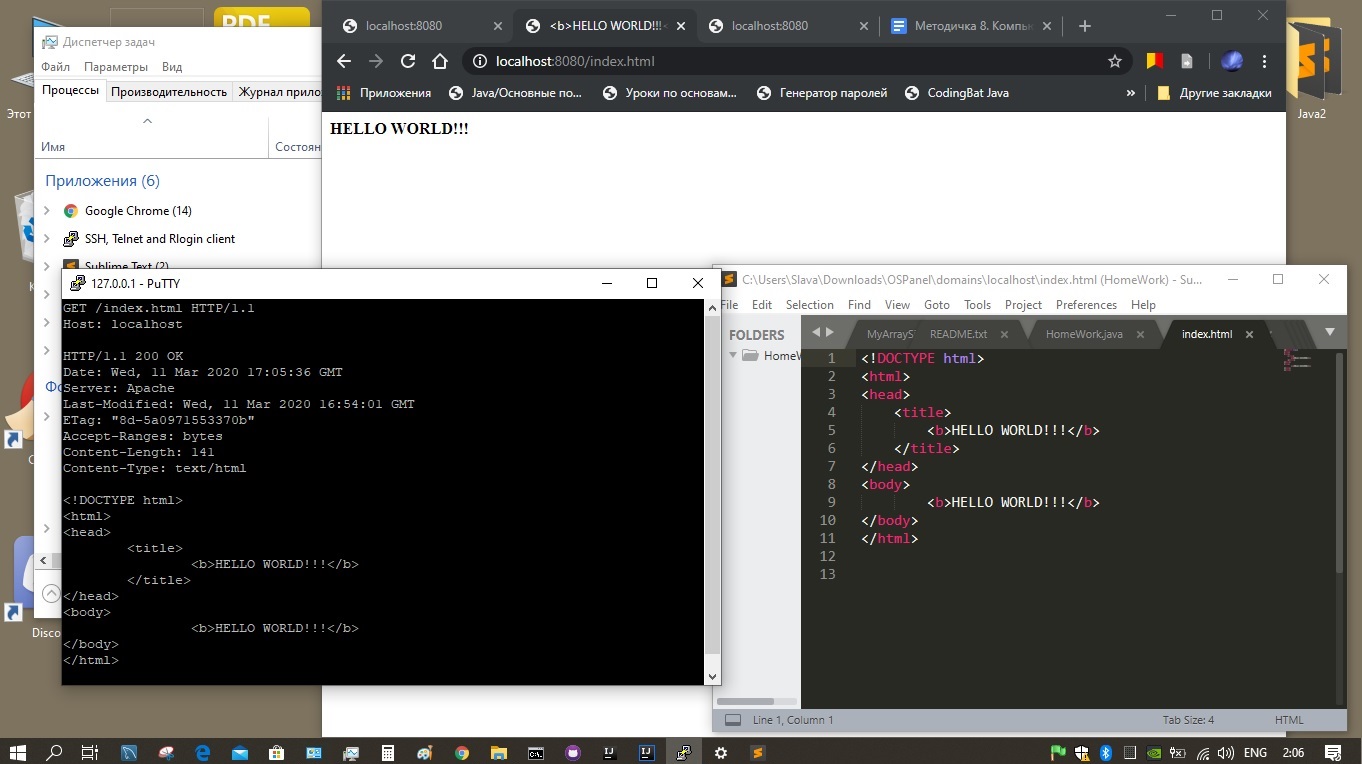 PDF
Диспетчер задач
Файл Параметры Вид
Процессы Производительность Журнал прило
Имя Состоян
Приложения (6)
Google Chrome (14)
SSH, Telnet and Rlogin client
Sublime Text (2)
Этот
Disco
localhost:8080
<b>HELLO WORLD!!!<
localhost:8080
Методичка 8. Компью
localhost:8080/index.html
Приложения Java/Основные по... Уроки по основам... Генератор паролей CodingBat Java » Другие закладки
HELLO WORLD!!!
Java2
127.0.0.1 - PuTTY
GET /index.html HTTP/1.1
Host: localhost
HTTP/1.1 200 OK
Date: Wed, 11 Mar 2020 17:05:36 GMT
Server: Apache
Last-Modified: Wed, 11 Mar 2020 16:54:01 GMT
ETag: "8d-5a0971553370b"
Accept-Ranges: bytes
Content-Length: 141
Content-Type: text/html
<!DOCTYPE html>
<html>
<head>
<title>
<b>HELLO WORLD!!!</b>
</title>
</head>
<body>
<b>HELLO WORLD!!!</b>
</body>
</html>
C:\Users\Slava\Downloads\OSPanel\domains\localhost\index.html (HomeWork) - Su...
File Edit Selection Find View Goto Tools Project Preferences Help
FOLDERS
HomeW
MyArrayS README.txt HomeWork.java index.html
1 <!DOCTYPE html>
2 <html>
3 <head>
4 <title>
5 <b>HELLO WORLD!!!</b>
6 </title>
7 </head>
8 <body>
9 <b>HELLO WORLD!!!</b>
10 </body>
11 </html>
12
13
Line 1, Column 1 Tab Size: 4 HTML
ENG 2:06